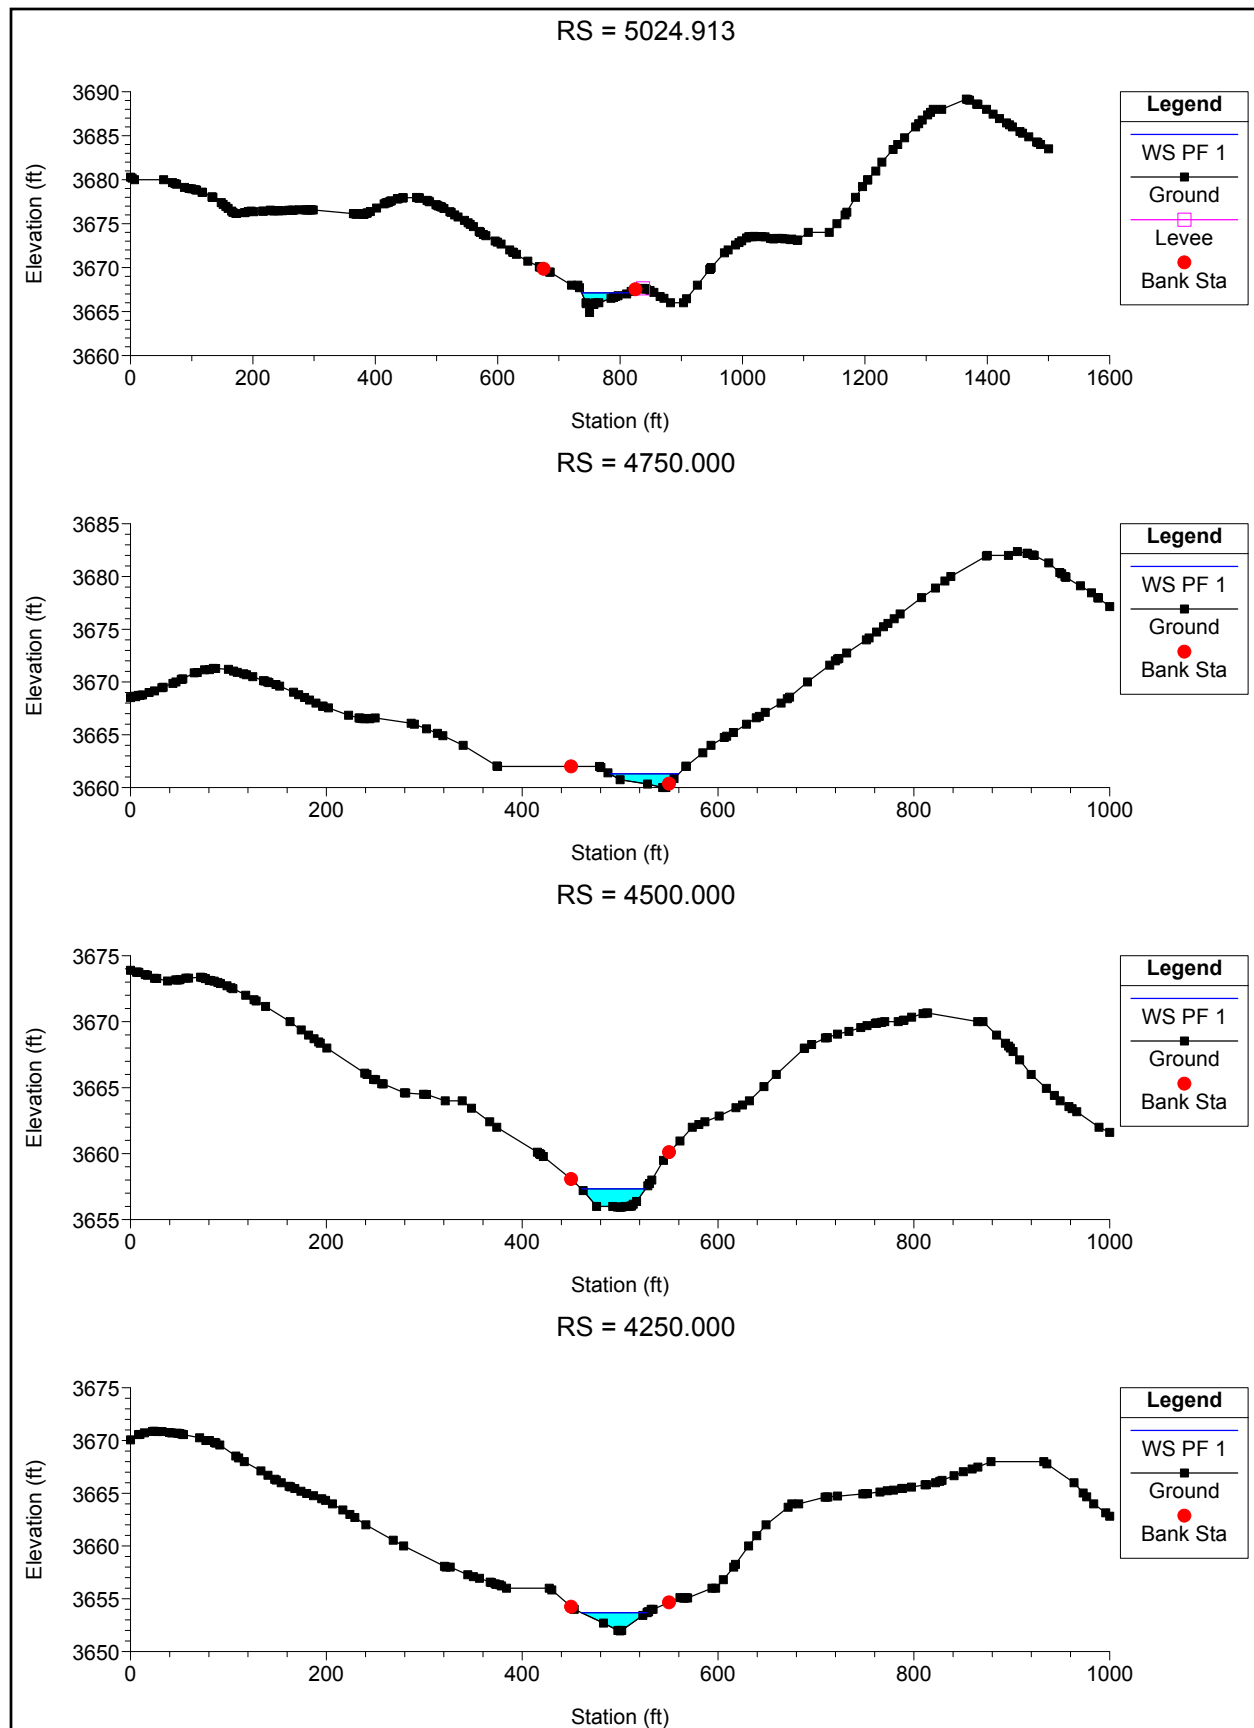 RS = 5024.913
Elevation (ft)
3690
3685
3680
3675
3670
3665
3660
0 200 400 600 800 1000 1200 1400 1600
Station (ft)
Legend
WS PF 1
Ground
Levee
Bank Sta
RS = 4750.000
Elevation (ft)
3685
3680
3675
3670
3665
3660
0 200 400 600 800 1000
Station (ft)
Legend
WS PF 1
Ground
Bank Sta
RS = 4500.000
Elevation (ft)
3675
3670
3665
3660
3655
0 200 400 600 800 1000
Station (ft)
Legend
WS PF 1
Ground
Bank Sta
RS = 4250.000
Elevation (ft)
3675
3670
3665
3660
3655
3650
0 200 400 600 800 1000
Station (ft)
Legend
WS PF 1
Ground
Bank Sta